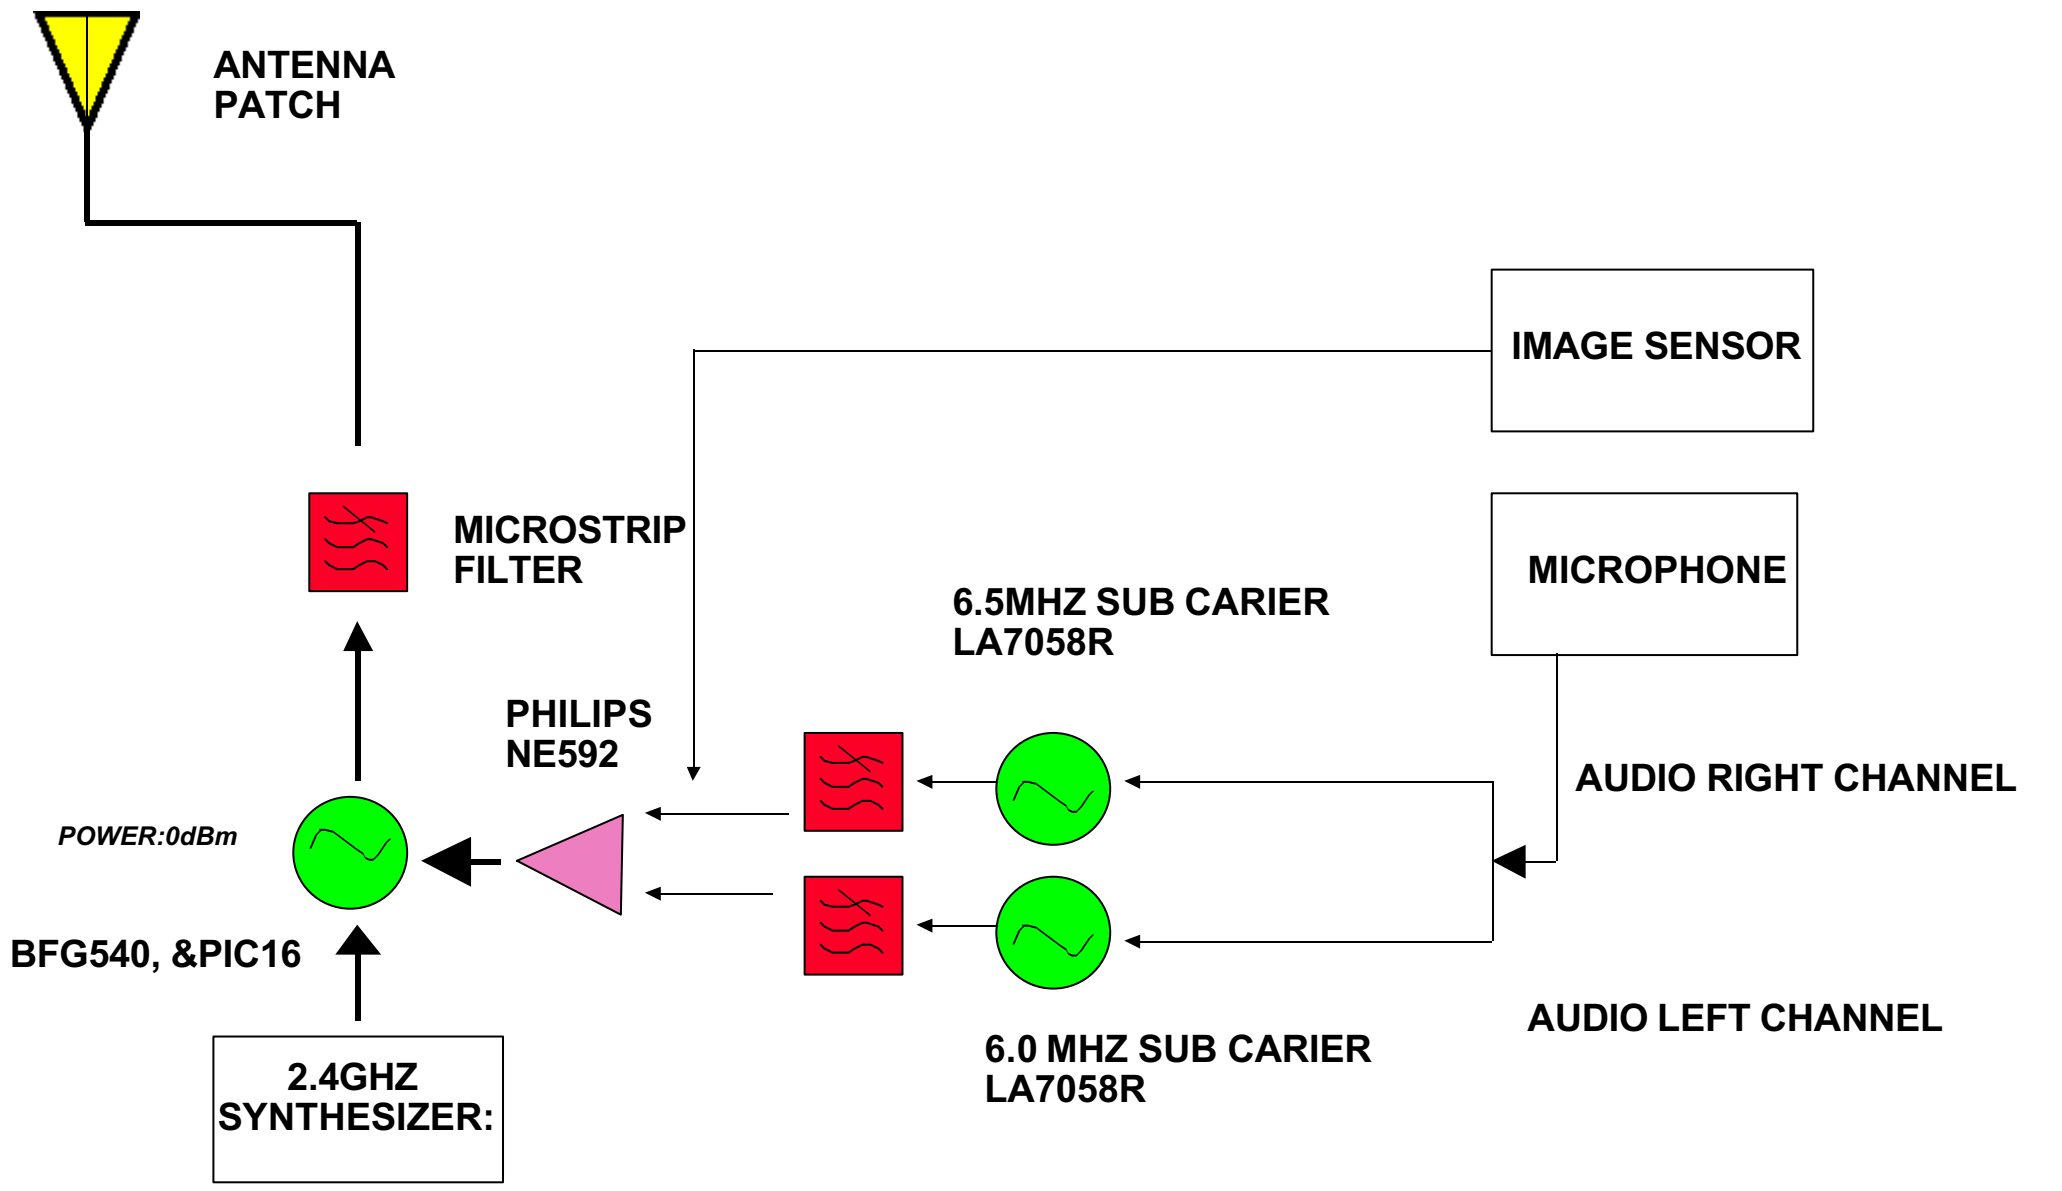 ANTENNA
PATCH
IMAGE SENSOR
MICROSTRIP
FILTER
MICROPHONE
6.5MHZ SUB CARIER
LA7058R
PHILIPS
NE592
AUDIO RIGHT CHANNEL
POWER:0dBm
BFG540, &PIC16
AUDIO LEFT CHANNEL
6.0 MHZ SUB CARIER
LA7058R
2.4GHZ
SYNTHESIZER: